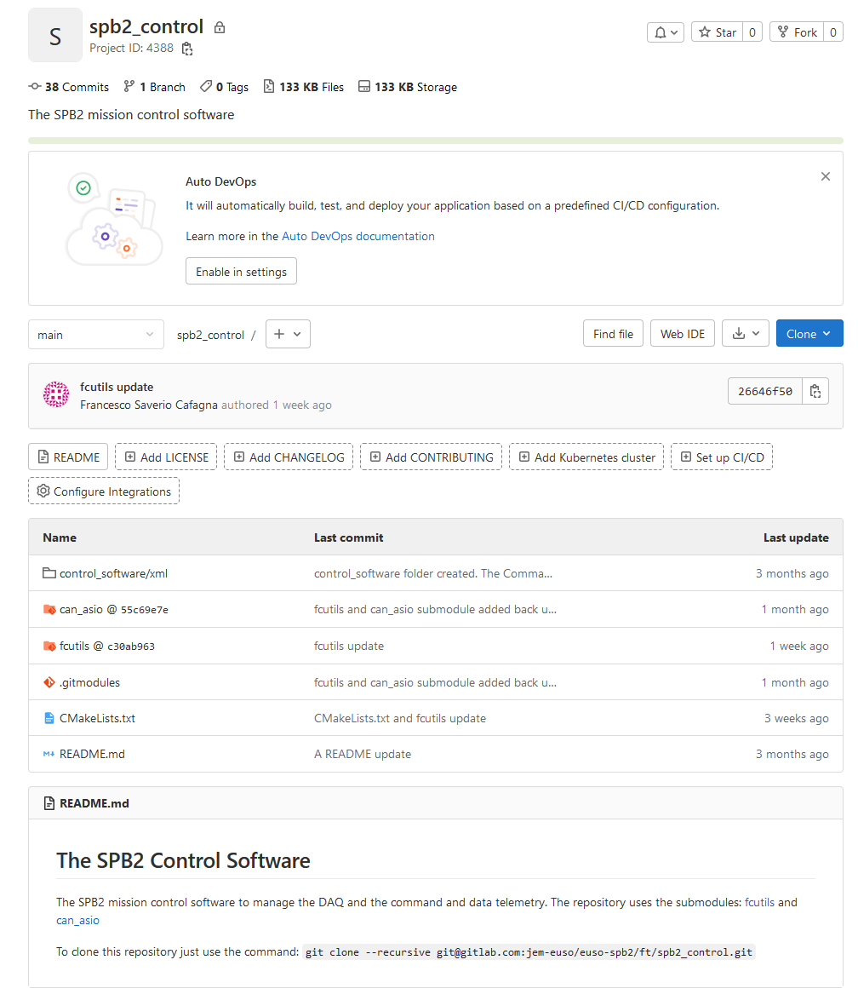 S
spb2_control
Project ID: 4388
Star 0
Fork 0
38 Commits 1 Branch 0 Tags 133 KB Files 133 KB Storage
The SPB2 mission control software
Auto DevOps
It will automatically build, test, and deploy your application based on a predefined CI/CD configuration.
Learn more in the Auto DevOps documentation
Enable in settings
main spb2_control / + Find file Web IDE Clone
fcutils update
Francesco Saverio Cafagna authored 1 week ago
26646f50
README Add LICENSE Add CHANGELOG Add CONTRIBUTING Add Kubernetes cluster Set up CI/CD
Configure Integrations
Name Last commit Last update
control_software/xml control_software folder created. The Comma... 3 months ago
can_asio @ 55c69e7e fcutils and can_asio submodule added back u... 1 month ago
fcutils @ c30ab963 fcutils update 1 week ago
.gitmodules fcutils and can_asio submodule added back u... 1 month ago
CMakeLists.txt CMakeLists.txt and fcutils update 3 weeks ago
README.md A README update 3 months ago
README.md
The SPB2 Control Software
The SPB2 mission control software to manage the DAQ and the command and data telemetry. The repository uses the submodules: fcutils and
can_asio
To clone this repository just use the command: git clone --recursive git@gitlab.com:jem-euso/euso-spb2/ft/spb2_control.git